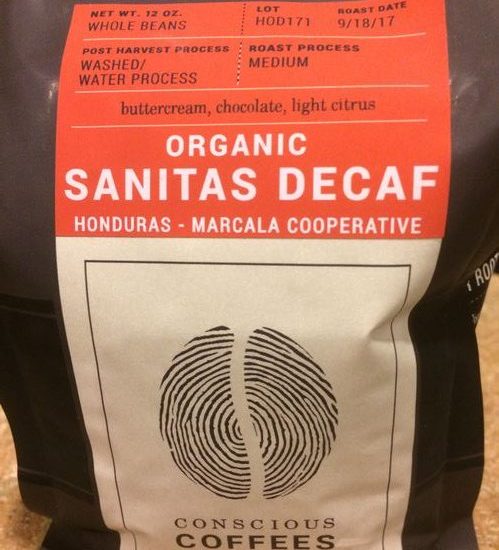 NET WT. 12 OZ.
WHOLE BEANS
LOT
HOD171
ROAST DATE
9/18/17
POST HARVEST PROCESS
WASHED/
WATER PROCESS
ROAST PROCESS
MEDIUM
buttercream, chocolate, light citrus
ORGANIC
SANITAS DECAF
HONDURAS - MARCALA COOPERATIVE
CONSCIOUS
COFFEES